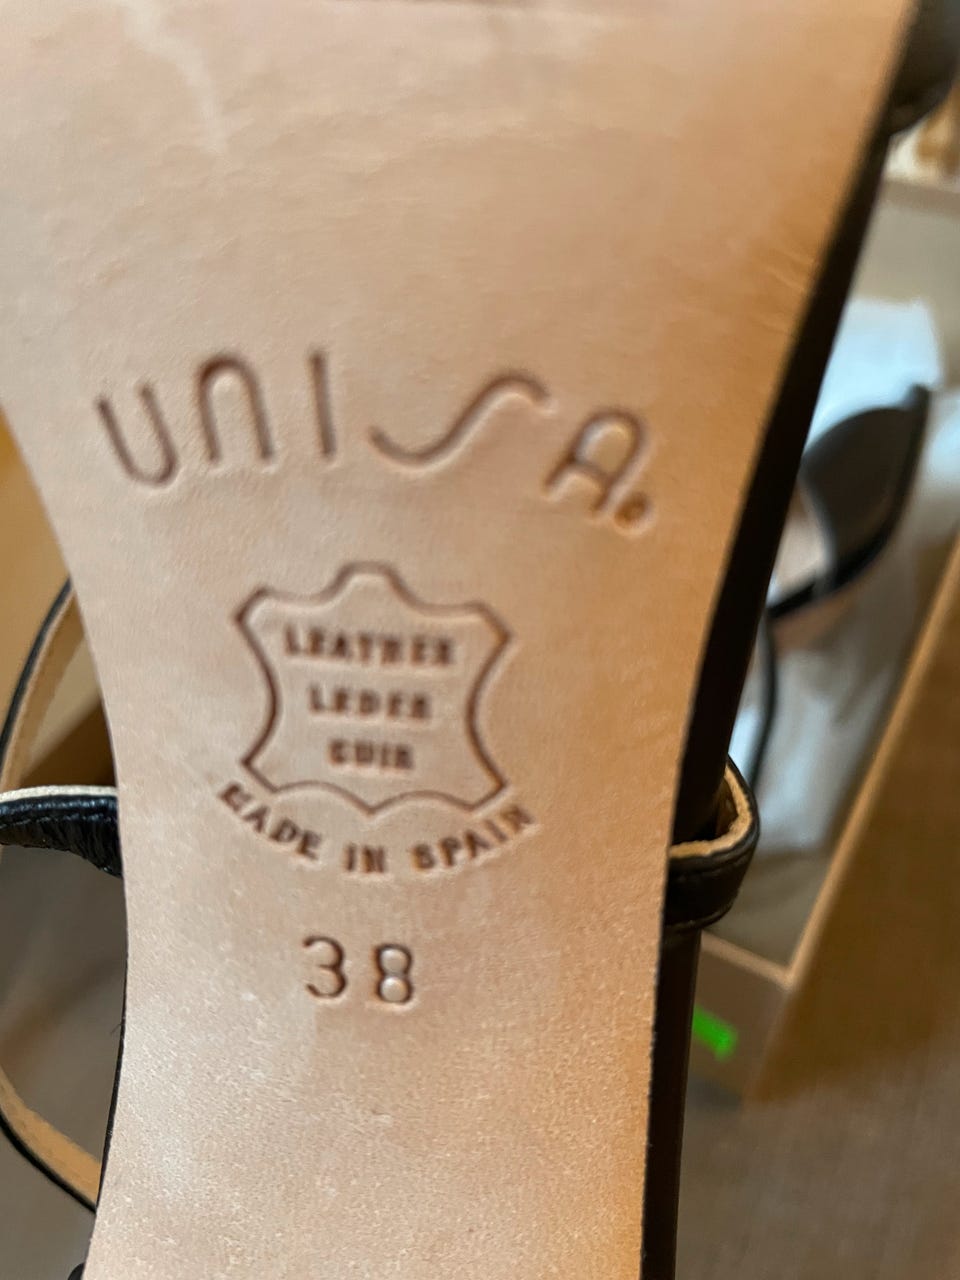 UNISA
LEATHER
LEDER
CUIR
MADE IN SPAIN
38